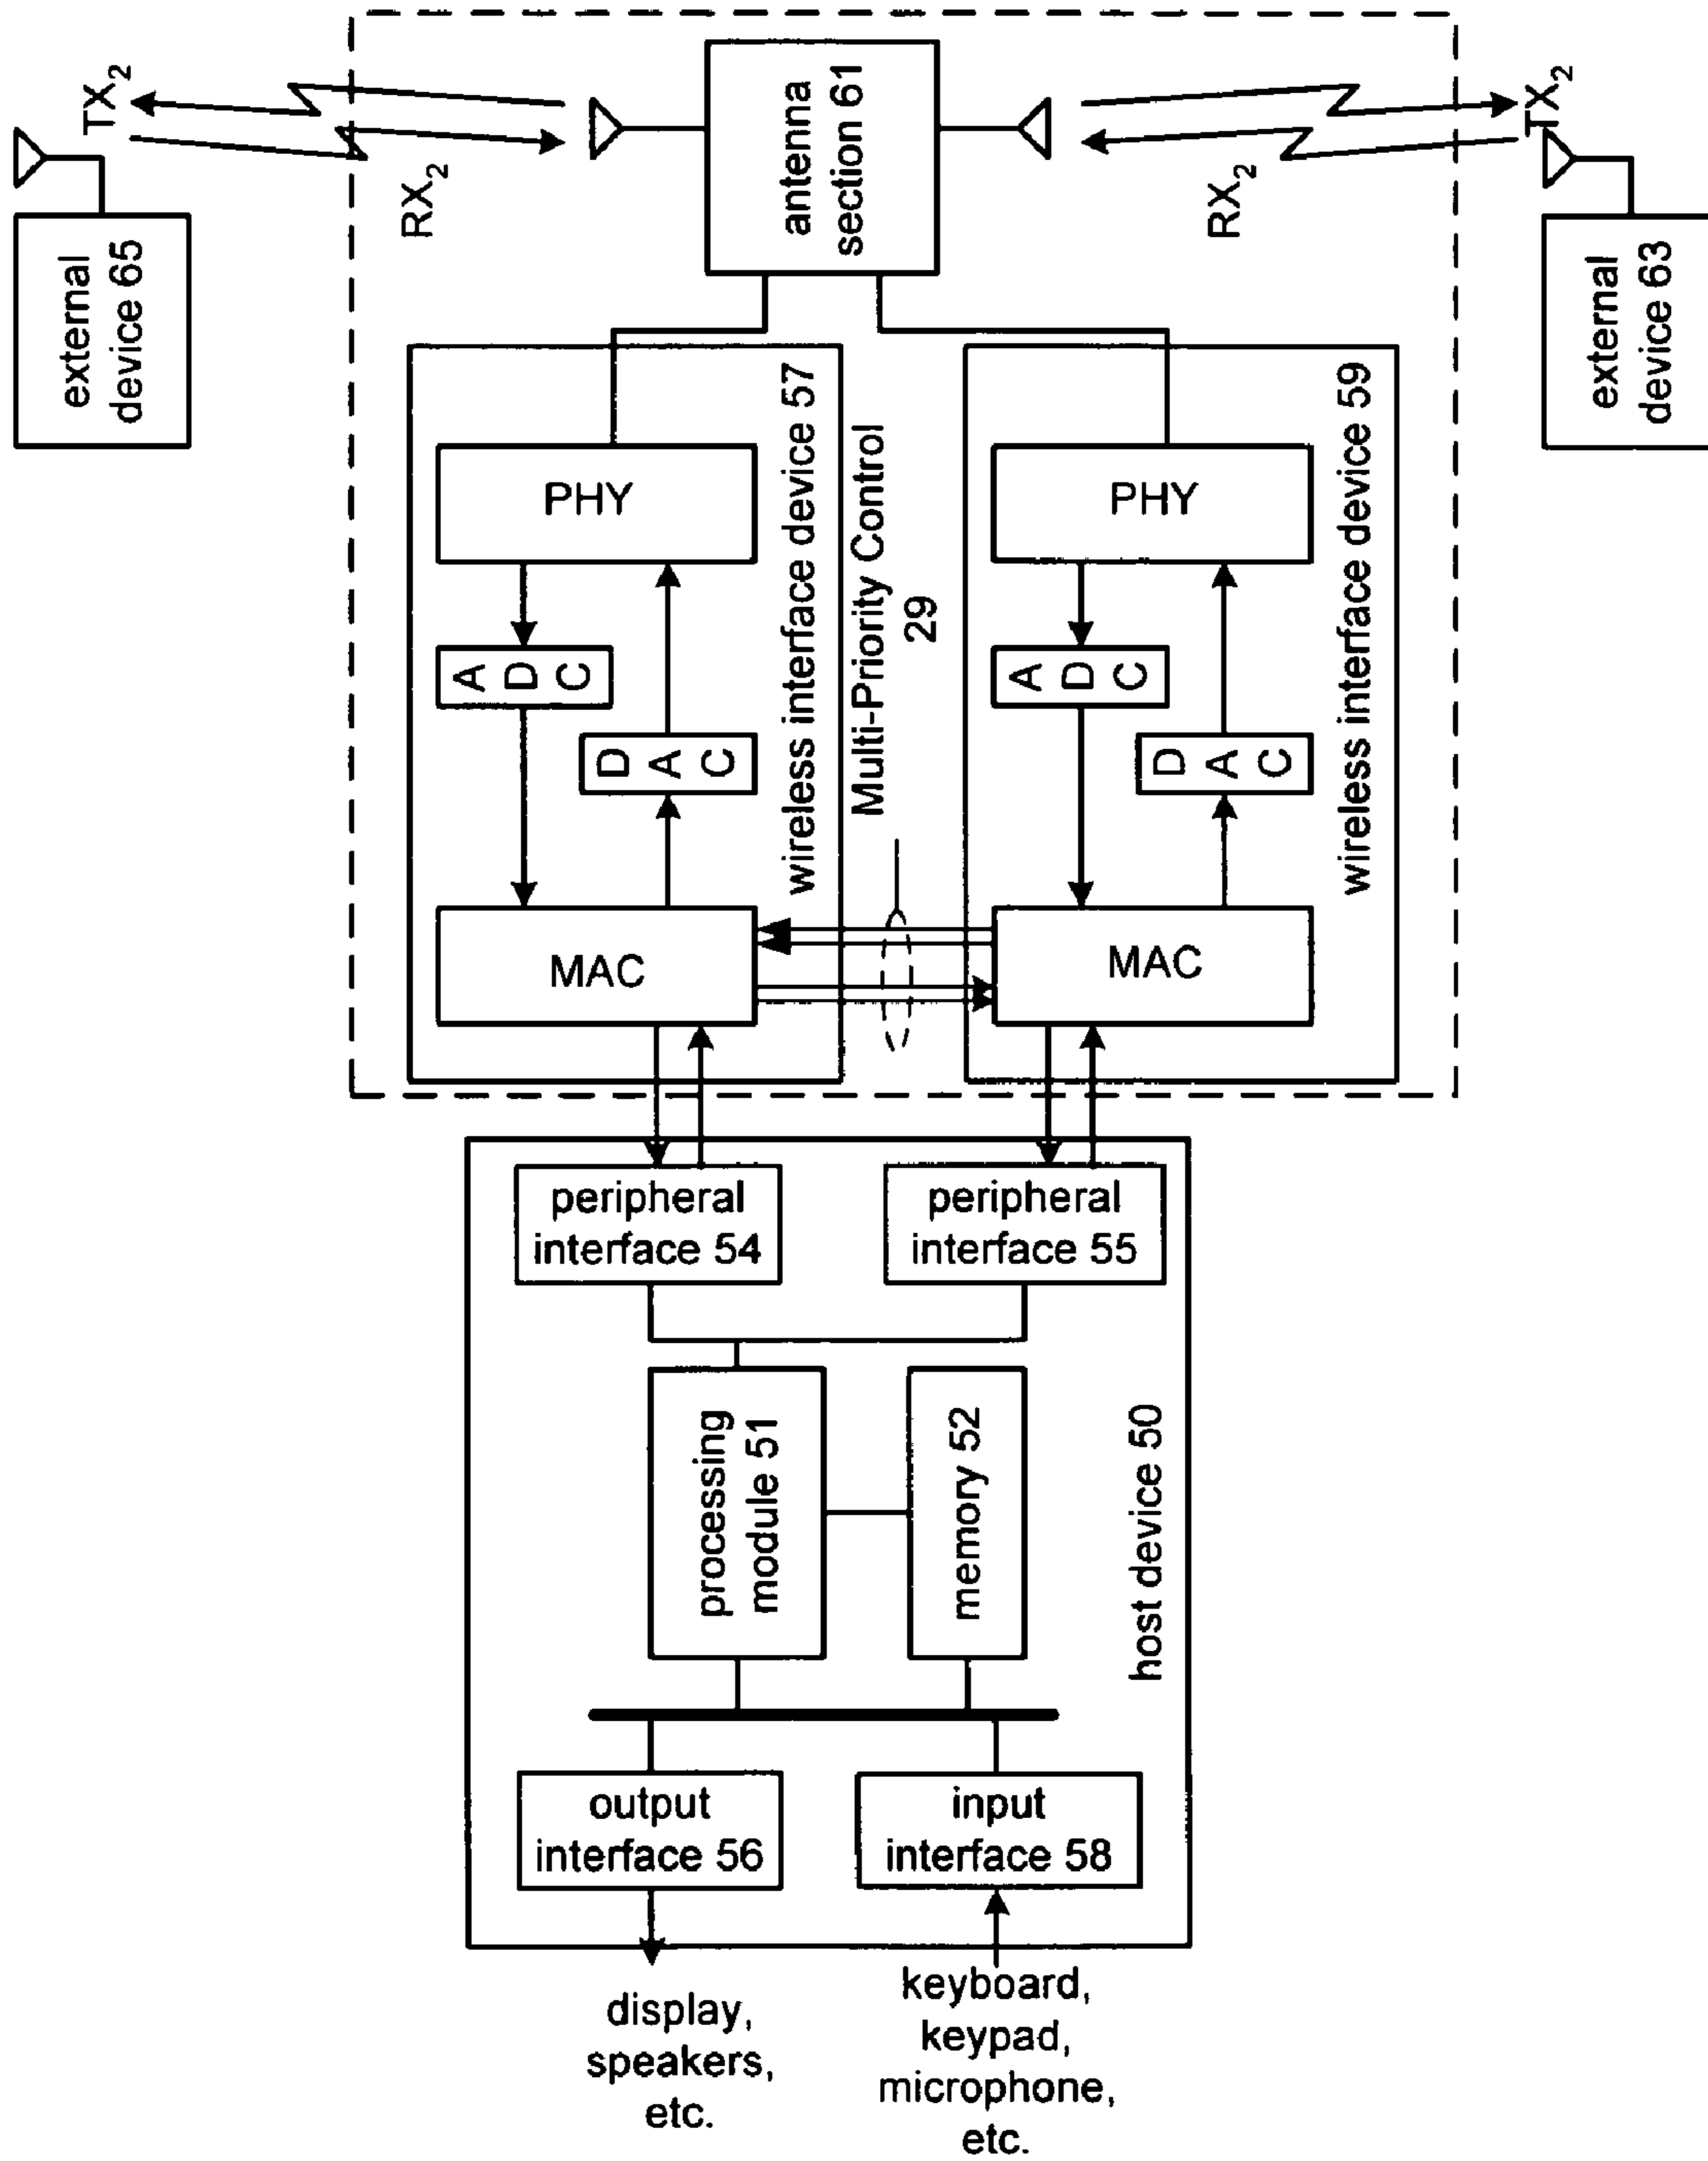 TX2
TX2
external
device 65
RX2
antenna
section 61
RX2
external
device 63
PHY
A
D
C
D
A
C
MAC
wireless interface device 57
Multi-Priority Control
29
PHY
A
D
C
D
A
C
MAC
wireless interface device 59
peripheral
interface 54
peripheral
interface 55
processing
module 51
memory 52
host device 50
output
interface 56
input
interface 58
display,
speakers,
etc.
keyboard,
keypad,
microphone,
etc.